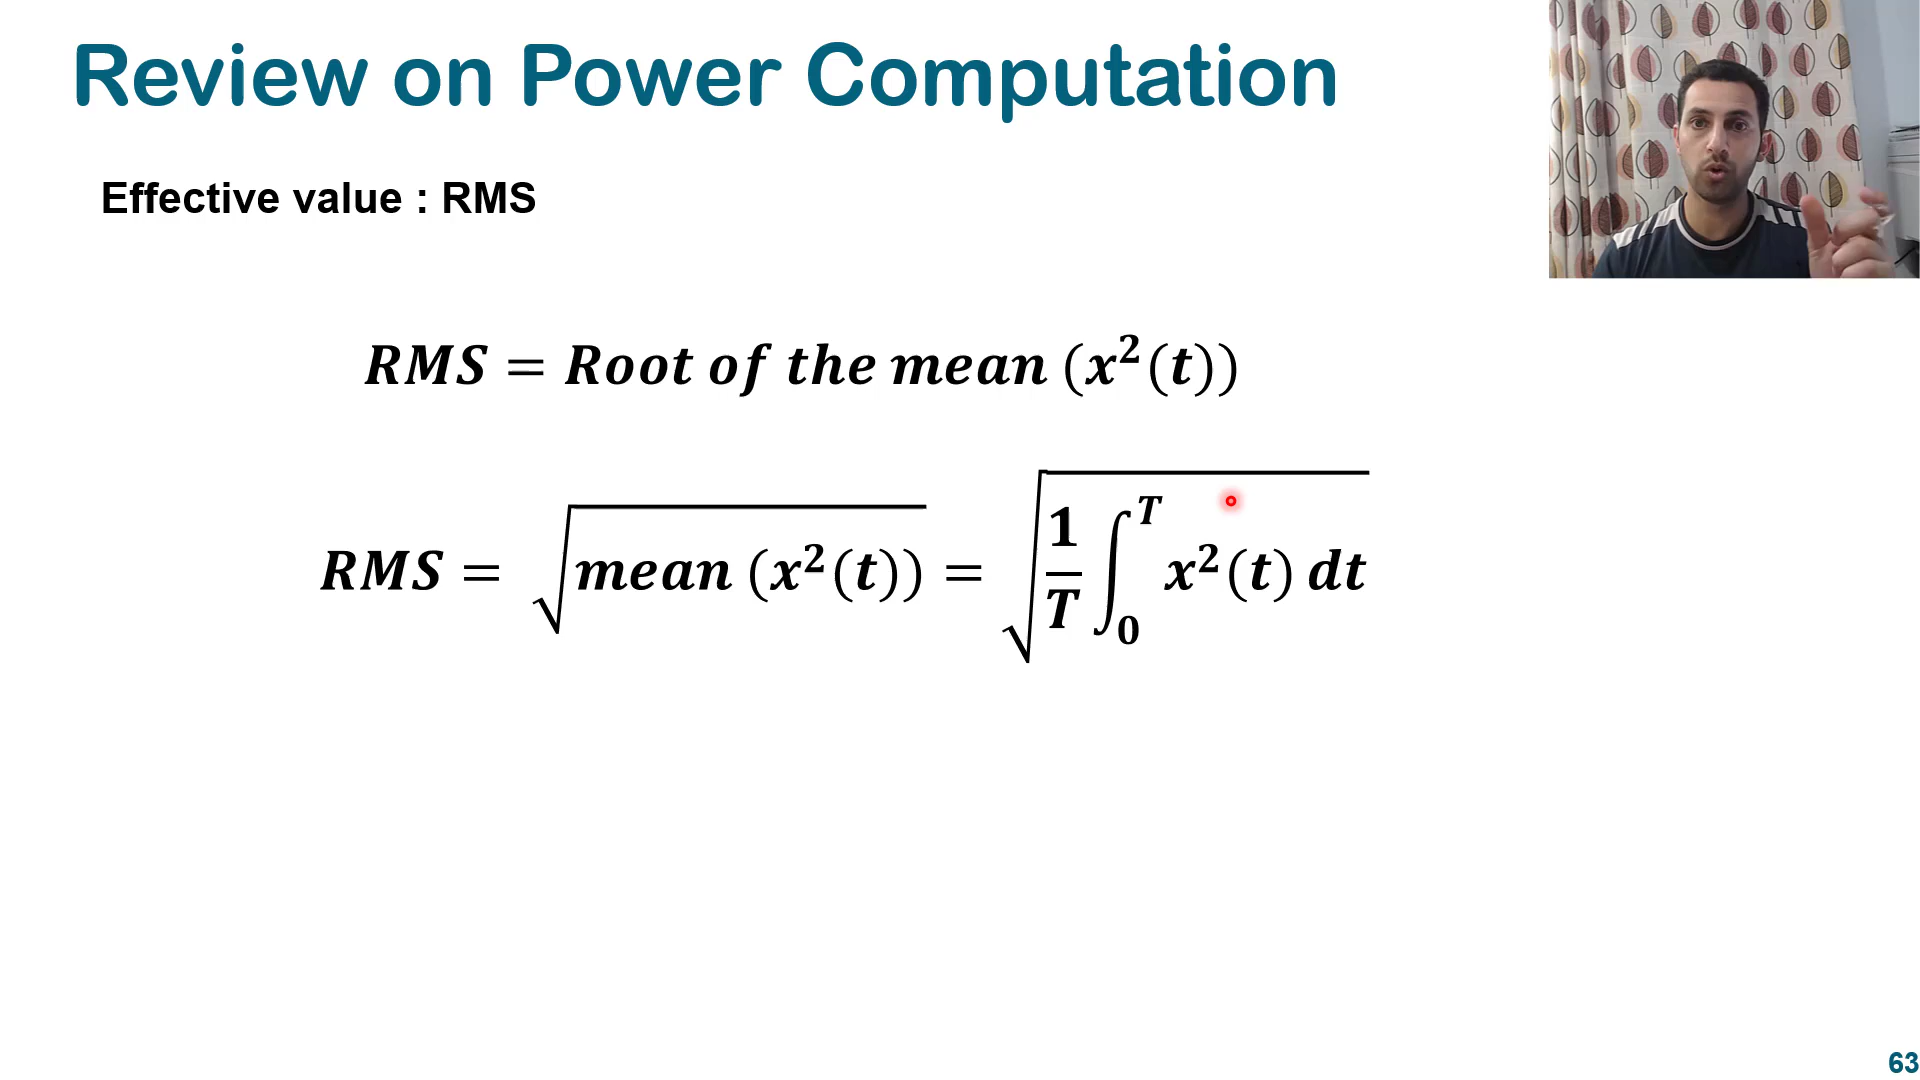 Review on Power Computation
Effective value : RMS
RMS = Root of the mean (x²(t))
RMS = √(mean (x²(t))) = √(1/T ∫₀ᵀ x²(t) dt)
63